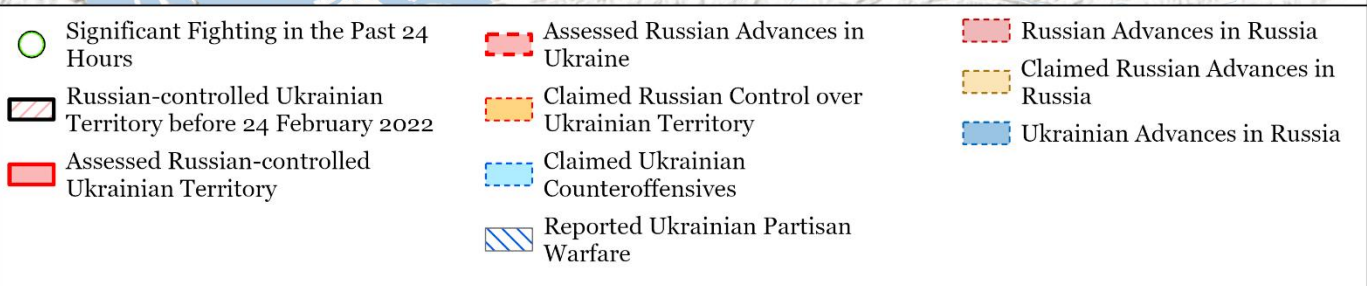 Significant Fighting in the Past 24
Hours
Russian-controlled Ukrainian
Territory before 24 February 2022
Assessed Russian-controlled
Ukrainian Territory
Assessed Russian Advances in
Ukraine
Claimed Russian Control over
Ukrainian Territory
Claimed Ukrainian
Counteroffensives
Reported Ukrainian Partisan
Warfare
Russian Advances in Russia
Claimed Russian Advances in
Russia
Ukrainian Advances in Russia